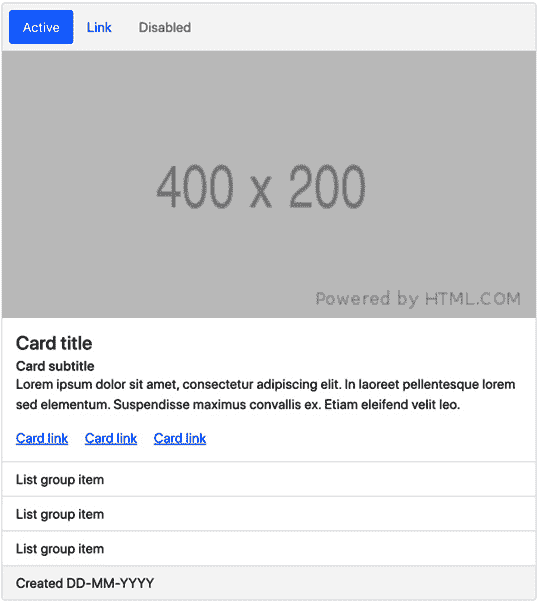 Active Link Disabled
400 x 200
Powered by HTML.COM
Card title
Card subtitle
Lorem ipsum dolor sit amet, consectetur adipiscing elit. In laoreet pellentesque lorem
sed elementum. Suspendisse maximus convallis ex. Etiam eleifend velit leo.
Card link Card link Card link
List group item
List group item
List group item
Created DD-MM-YYYY